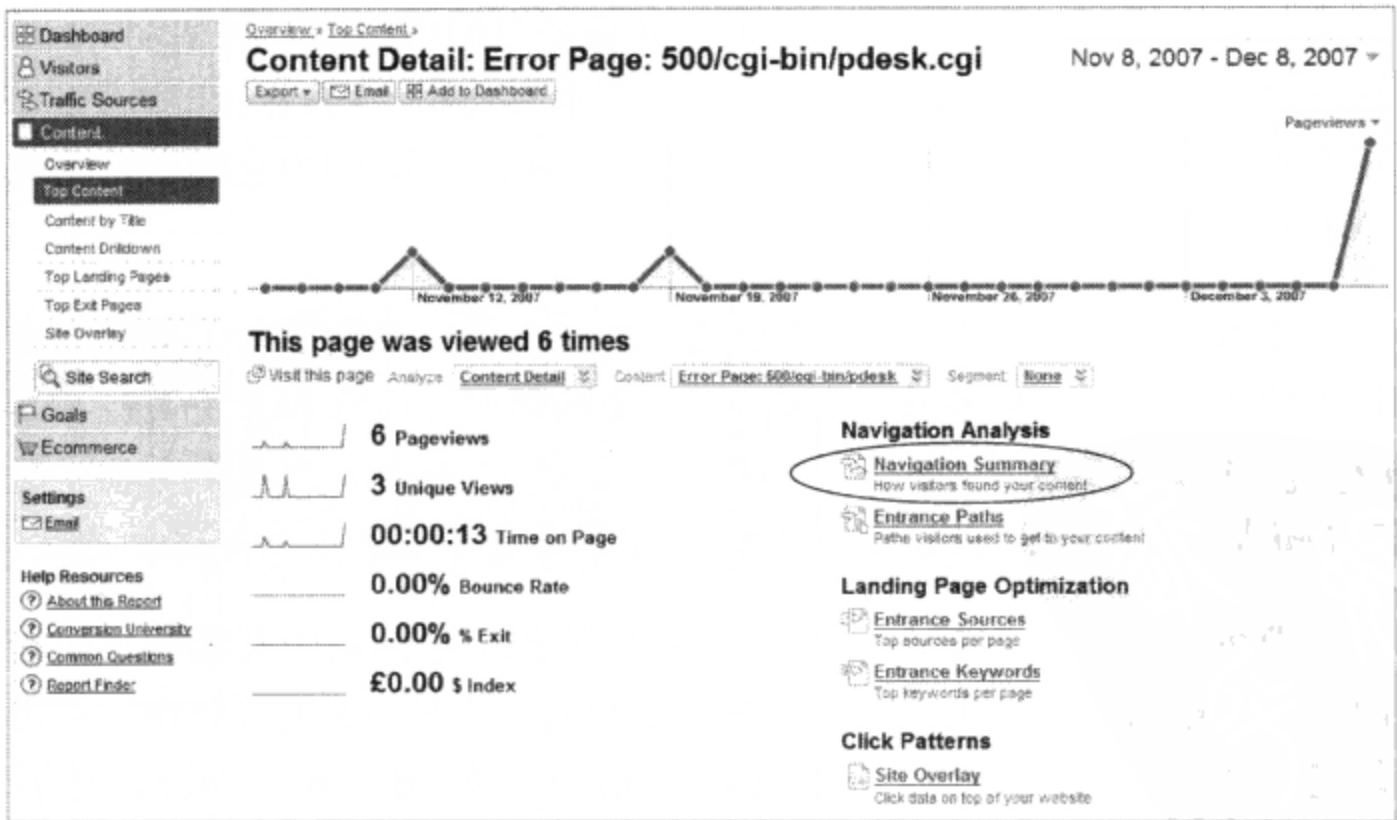 Dashboard
Visitors
Traffic Sources
Content
Overview
Top Content
Content by Title
Content Drilldown
Top Landing Pages
Top Exit Pages
Site Overlay
Site Search
Goals
Ecommerce
Settings
Email
Help Resources
About this Report
Conversion University
Common Questions
Report Finder
Overview » Top Content »
Content Detail: Error Page: 500/cgi-bin/pdesk.cgi
Nov 8, 2007 - Dec 8, 2007
Export
Email
Add to Dashboard
Pageviews
November 12, 2007
November 19, 2007
November 26, 2007
December 3, 2007
This page was viewed 6 times
Visit this page Analyze Content Detail Content Error Page: 500/cgi-bin/pdesk Segment: None
6 Pageviews
3 Unique Views
00:00:13 Time on Page
0.00% Bounce Rate
0.00% % Exit
£0.00 $ Index
Navigation Analysis
Navigation Summary
How visitors found your content
Entrance Paths
Paths visitors used to get to your content
Landing Page Optimization
Entrance Sources
Top sources per page
Entrance Keywords
Top keywords per page
Click Patterns
Site Overlay
Click data on top of your website